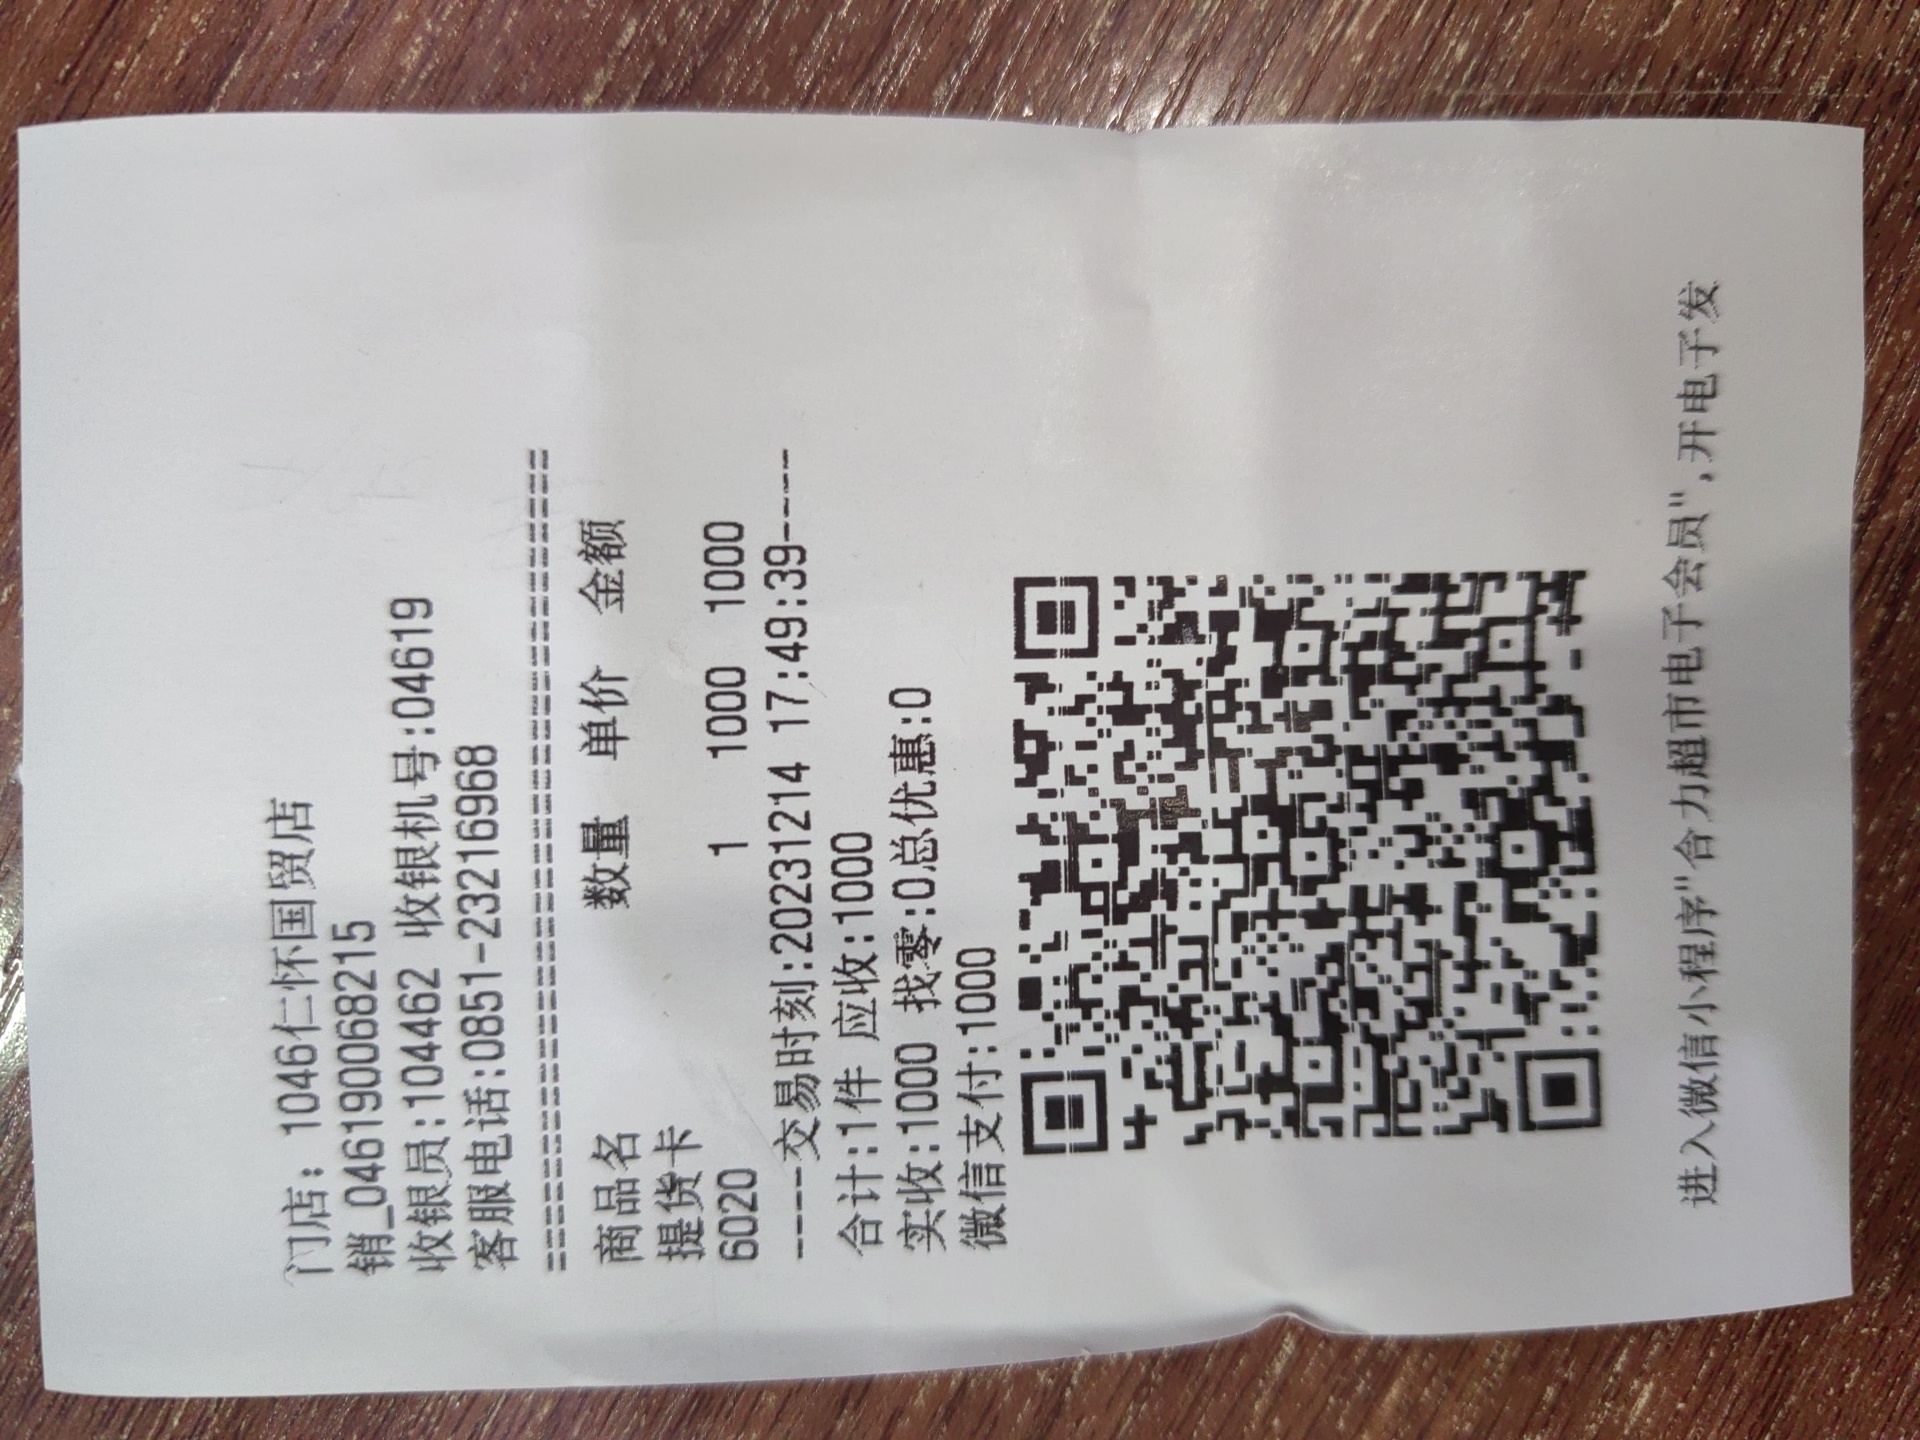 门店：1046仁怀国贸店
销_046190068215
收银员:104462 收银机号:04619
客服电话:0851-23216968
======================================
商品名 数量 单价 金额
提货卡
6020 1 1000 1000
----交易时刻:20231214 17:49:39----
合计:1件 应收:1000
实收:1000 找零:0总优惠:0
微信支付:1000
进入微信小程序"合力超市电子会员",开电子发